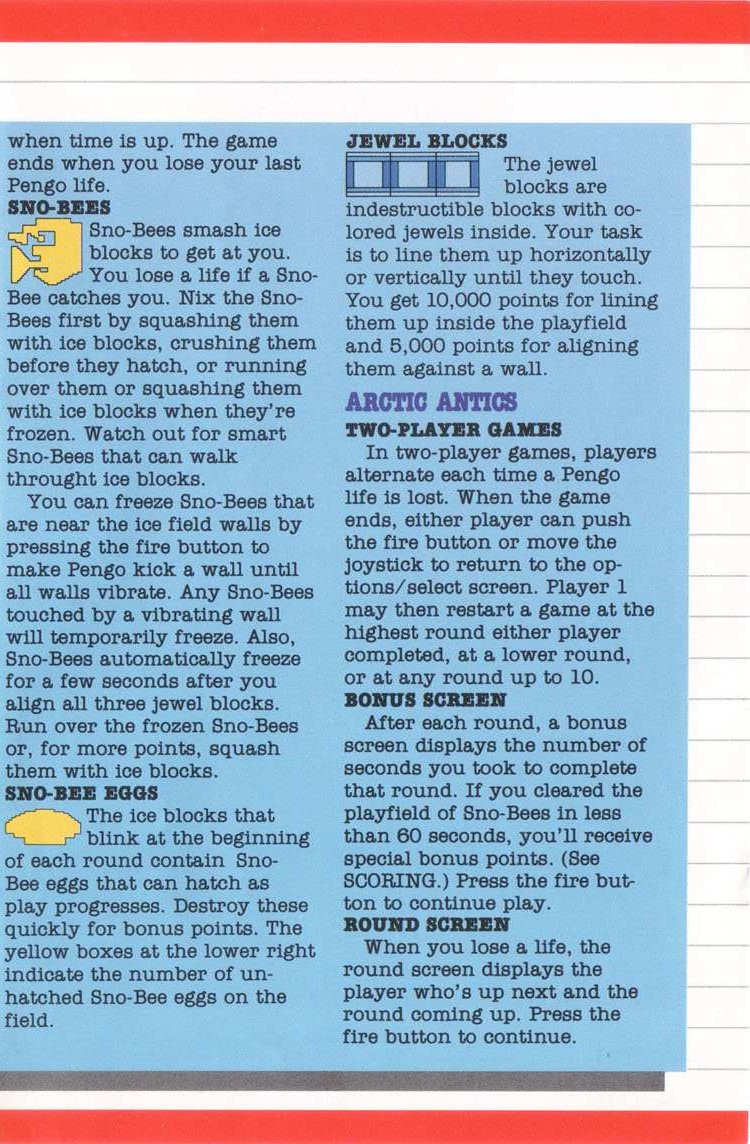 when time is up. The game
ends when you lose your last
Pengo life.
SNO-BEES
Sno-Bees smash ice
blocks to get at you.
You lose a life if a Sno-
Bee catches you. Nix the Sno-
Bees first by squashing them
with ice blocks, crushing them
before they hatch, or running
over them or squashing them
with ice blocks when they're
frozen. Watch out for smart
Sno-Bees that can walk
throught ice blocks.
You can freeze Sno-Bees that
are near the ice field walls by
pressing the fire button to
make Pengo kick a wall until
all walls vibrate. Any Sno-Bees
touched by a vibrating wall
will temporarily freeze. Also,
Sno-Bees automatically freeze
for a few seconds after you
align all three jewel blocks.
Run over the frozen Sno-Bees
or, for more points, squash
them with ice blocks.
SNO-BEE EGGS
The ice blocks that
blink at the beginning
of each round contain Sno-
Bee eggs that can hatch as
play progresses. Destroy these
quickly for bonus points. The
yellow boxes at the lower right
indicate the number of un-
hatched Sno-Bee eggs on the
field.
JEWEL BLOCKS
The jewel
blocks are
indestructible blocks with co-
lored jewels inside. Your task
is to line them up horizontally
or vertically until they touch.
You get 10,000 points for lining
them up inside the playfield
and 5,000 points for aligning
them against a wall.
ARCTIC ANTICS
TWO-PLAYER GAMES
In two-player games, players
alternate each time a Pengo
life is lost. When the game
ends, either player can push
the fire button or move the
joystick to return to the op-
tions/select screen. Player 1
may then restart a game at the
highest round either player
completed, at a lower round,
or at any round up to 10.
BONUS SCREEN
After each round, a bonus
screen displays the number of
seconds you took to complete
that round. If you cleared the
playfield of Sno-Bees in less
than 60 seconds, you'll receive
special bonus points. (See
SCORING.) Press the fire but-
ton to continue play.
ROUND SCREEN
When you lose a life, the
round screen displays the
player who's up next and the
round coming up. Press the
fire button to continue.